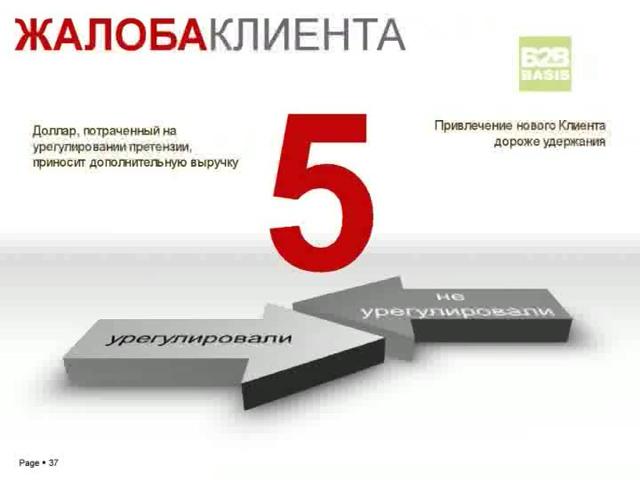 ЖАЛОБАКЛИЕНТА
B2B
BASIS
Доллар, потраченный на
урегулировании претензии,
приносит дополнительную выручку
5
Привлечение нового Клиента
дороже удержания
не
урегулировали
урегулировали
Page • 37